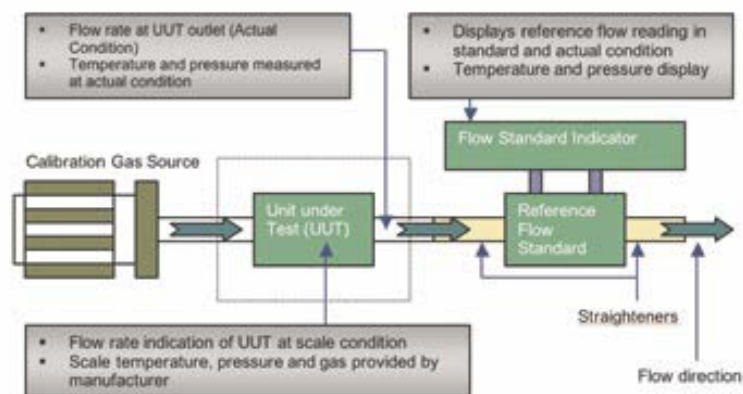 ▪ Flow rate at UUT outlet (Actual
Condition)
▪ Temperature and pressure measured
at actual condition
▪ Displays reference flow reading in
standard and actual condition
▪ Temperature and pressure display
Flow Standard Indicator
Calibration Gas Source
Unit under
Test (UUT)
Reference
Flow
Standard
Straighteners
▪ Flow rate indication of UUT at scale condition
▪ Scale temperature, pressure and gas provided by
manufacturer
Flow direction